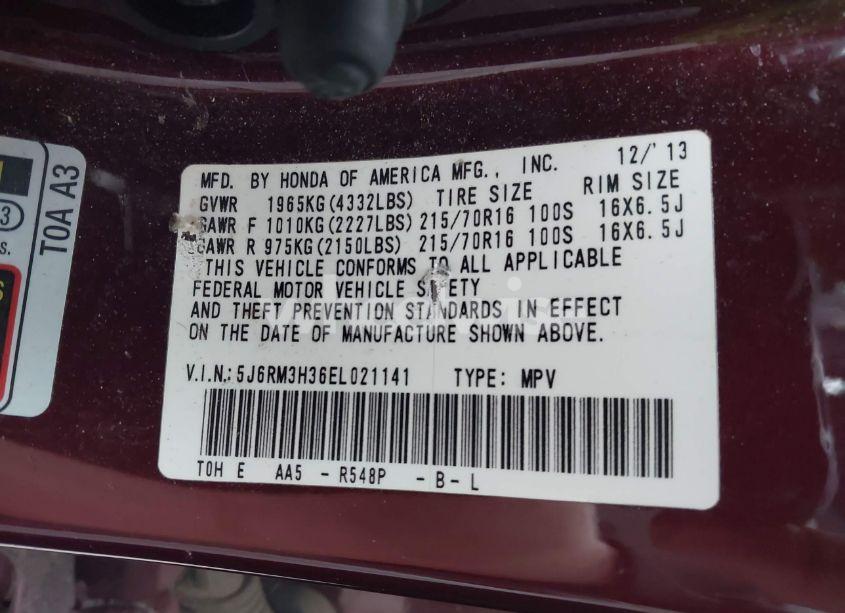 MFD. BY HONDA OF AMERICA MFG., INC. 12/'13
GVWR 1965KG(4332LBS) TIRE SIZE RIM SIZE
GAWR F 1010KG(2227LBS) 215/70R16 100S 16X6.5J
GAWR R 975KG(2150LBS) 215/70R16 100S 16X6.5J
THIS VEHICLE CONFORMS TO ALL APPLICABLE
FEDERAL MOTOR VEHICLE SAFETY
AND THEFT PREVENTION STANDARDS IN EFFECT
ON THE DATE OF MANUFACTURE SHOWN ABOVE.
V.I.N.: 5J6RM3H36EL021141 TYPE: MPV
TOH E AA5 - R548P - B - L
TOA A3
3
s.
S